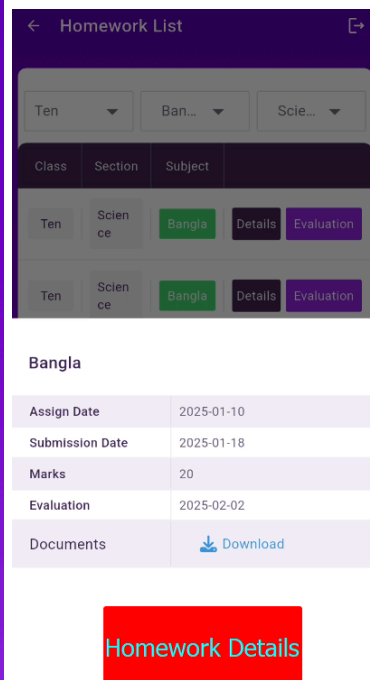 Homework List
Ten Ban... Scie...
Class Section Subject
Ten Scien
ce Bangla Details Evaluation
Ten Scien
ce Bangla Details Evaluation
Bangla
Assign Date 2025-01-10
Submission Date 2025-01-18
Marks 20
Evaluation 2025-02-02
Documents Download
Homework Details